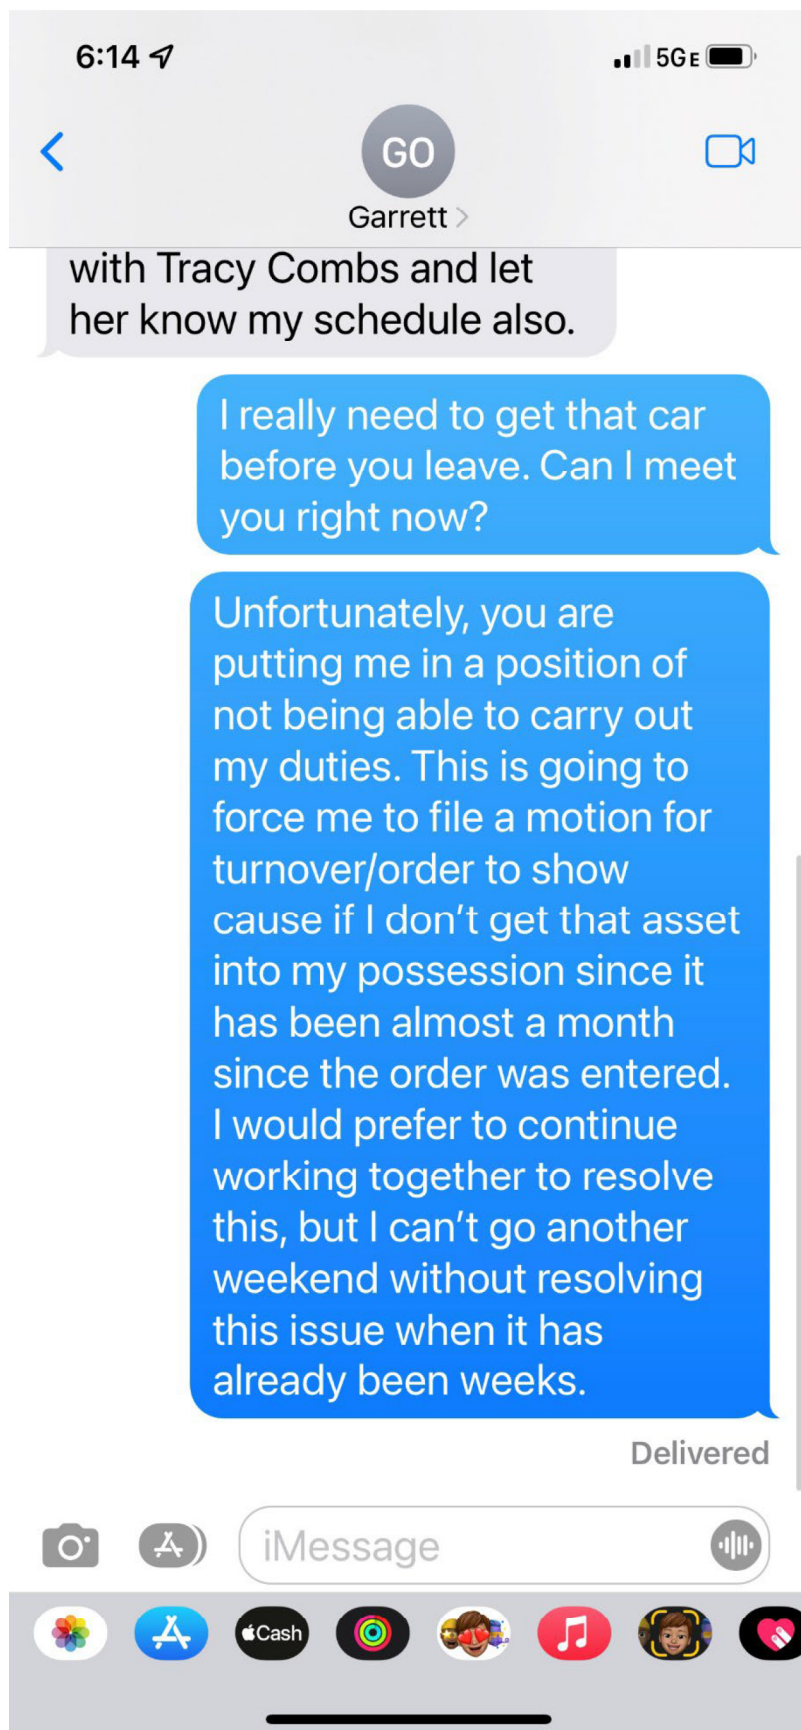 6:14
5GE
GO
Garrett
with Tracy Combs and let
her know my schedule also.
I really need to get that car
before you leave. Can I meet
you right now?
Unfortunately, you are
putting me in a position of
not being able to carry out
my duties. This is going to
force me to file a motion for
turnover/order to show
cause if I don't get that asset
into my possession since it
has been almost a month
since the order was entered.
I would prefer to continue
working together to resolve
this, but I can't go another
weekend without resolving
this issue when it has
already been weeks.
Delivered
iMessage
Cash